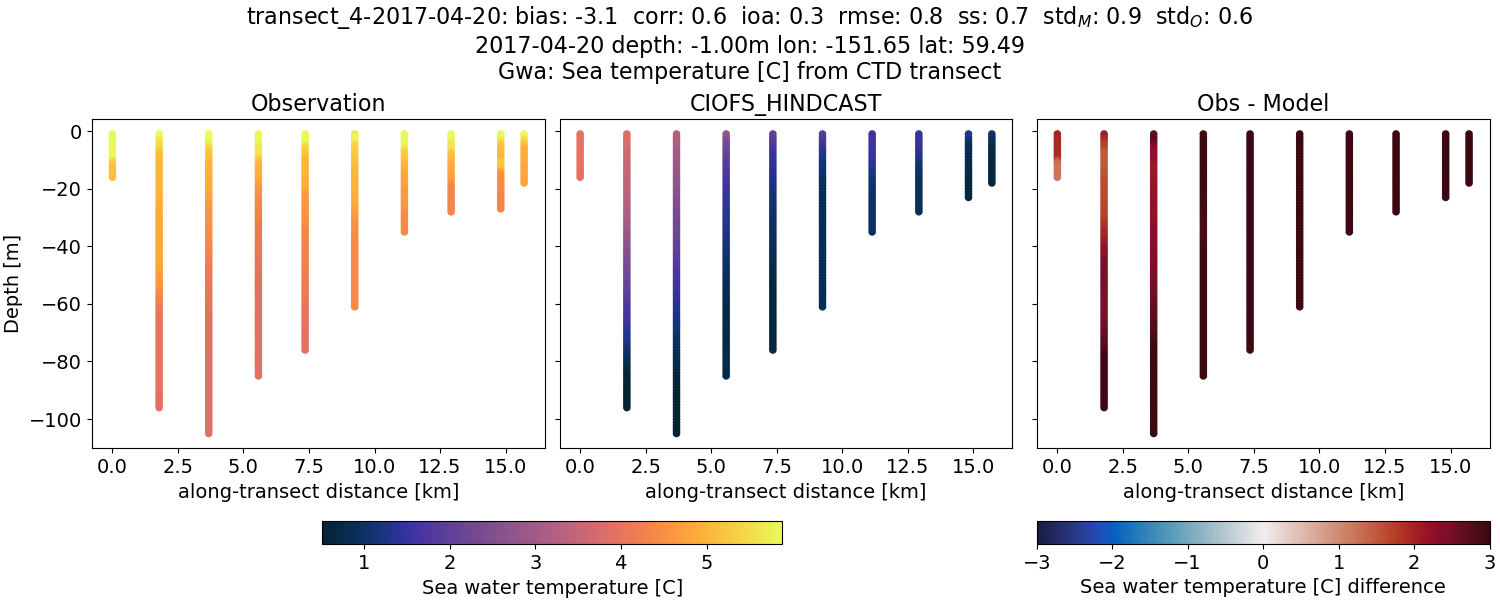 transect_4-2017-04-20: bias: -3.1 corr: 0.6 ioa: 0.3 rmse: 0.8 ss: 0.7 std_M: 0.9 std_O: 0.6
2017-04-20 depth: -1.00m lon: -151.65 lat: 59.49
Gwa: Sea temperature [C] from CTD transect
Observation
CIOFS_HINDCAST
Obs - Model
Depth [m]
0
−20
−40
−60
−80
−100
0.0 2.5 5.0 7.5 10.0 12.5 15.0
0.0 2.5 5.0 7.5 10.0 12.5 15.0
0.0 2.5 5.0 7.5 10.0 12.5 15.0
along-transect distance [km]
along-transect distance [km]
along-transect distance [km]
1 2 3 4 5
Sea water temperature [C]
−3 −2 −1 0 1 2 3
Sea water temperature [C] difference